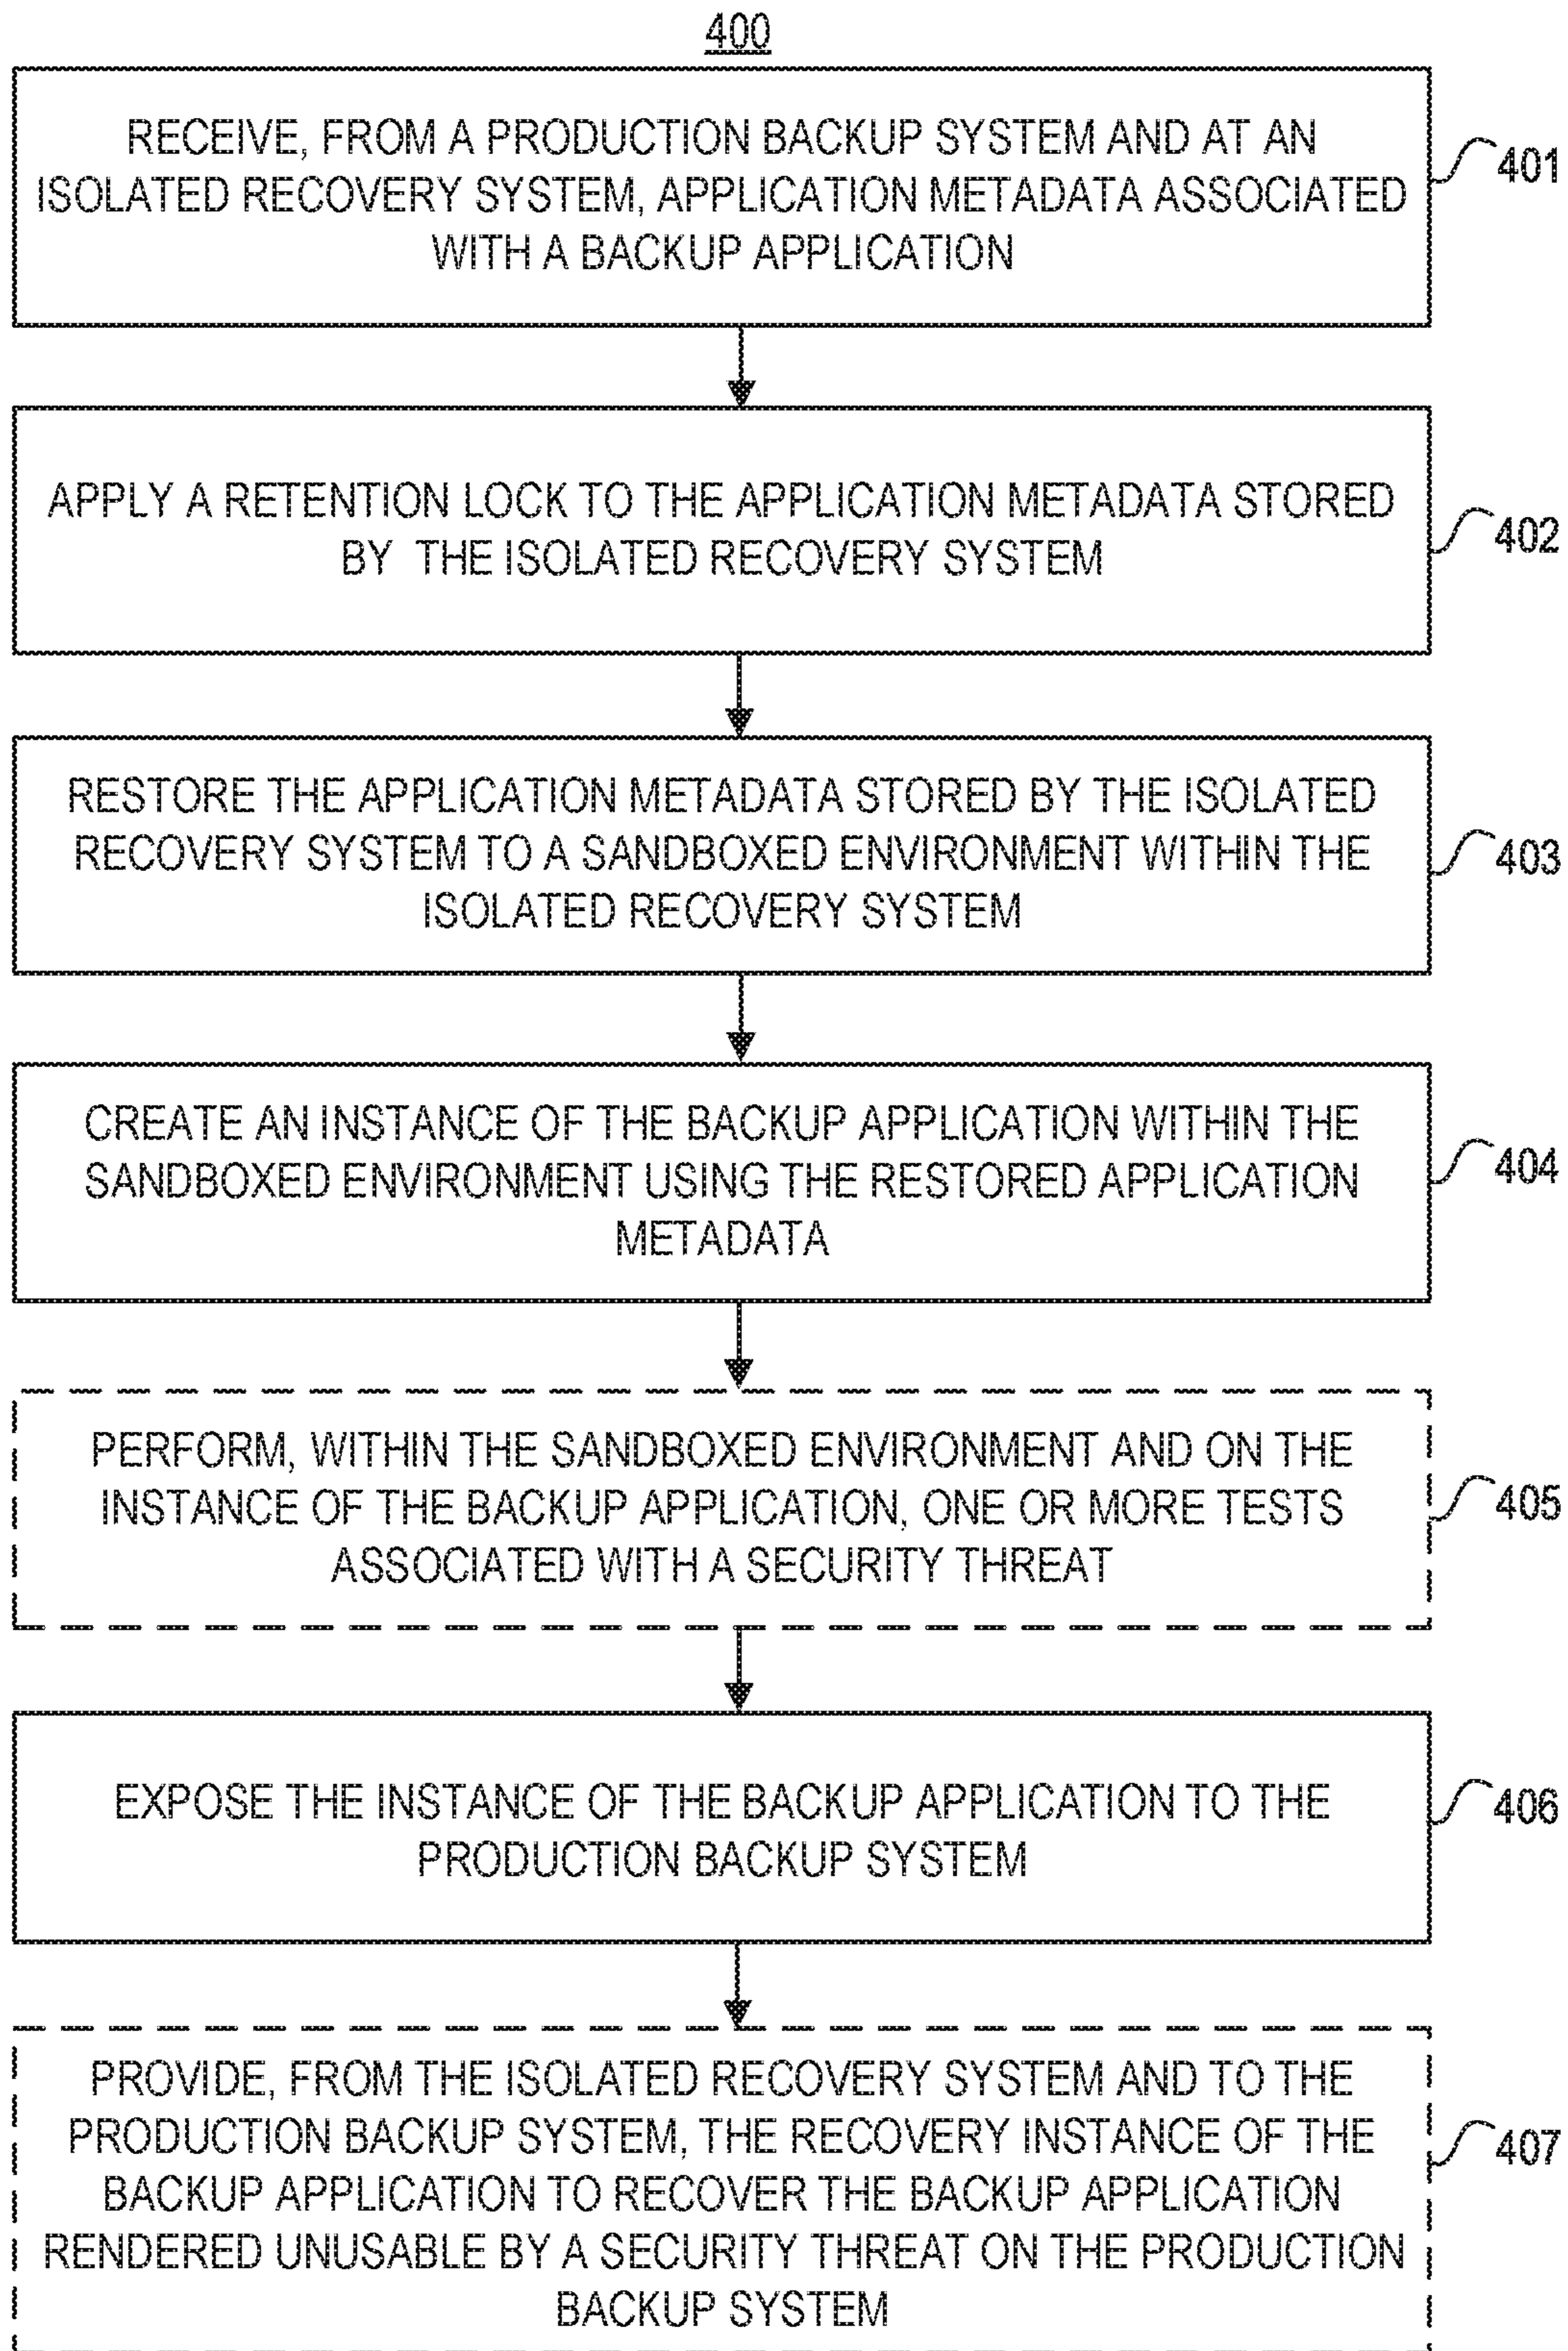 400
RECEIVE, FROM A PRODUCTION BACKUP SYSTEM AND AT AN
ISOLATED RECOVERY SYSTEM, APPLICATION METADATA ASSOCIATED
WITH A BACKUP APPLICATION
401
APPLY A RETENTION LOCK TO THE APPLICATION METADATA STORED
BY THE ISOLATED RECOVERY SYSTEM
402
RESTORE THE APPLICATION METADATA STORED BY THE ISOLATED
RECOVERY SYSTEM TO A SANDBOXED ENVIRONMENT WITHIN THE
ISOLATED RECOVERY SYSTEM
403
CREATE AN INSTANCE OF THE BACKUP APPLICATION WITHIN THE
SANDBOXED ENVIRONMENT USING THE RESTORED APPLICATION
METADATA
404
PERFORM, WITHIN THE SANDBOXED ENVIRONMENT AND ON THE
INSTANCE OF THE BACKUP APPLICATION, ONE OR MORE TESTS
ASSOCIATED WITH A SECURITY THREAT
405
EXPOSE THE INSTANCE OF THE BACKUP APPLICATION TO THE
PRODUCTION BACKUP SYSTEM
406
PROVIDE, FROM THE ISOLATED RECOVERY SYSTEM AND TO THE
PRODUCTION BACKUP SYSTEM, THE RECOVERY INSTANCE OF THE
BACKUP APPLICATION TO RECOVER THE BACKUP APPLICATION
RENDERED UNUSABLE BY A SECURITY THREAT ON THE PRODUCTION
BACKUP SYSTEM
407